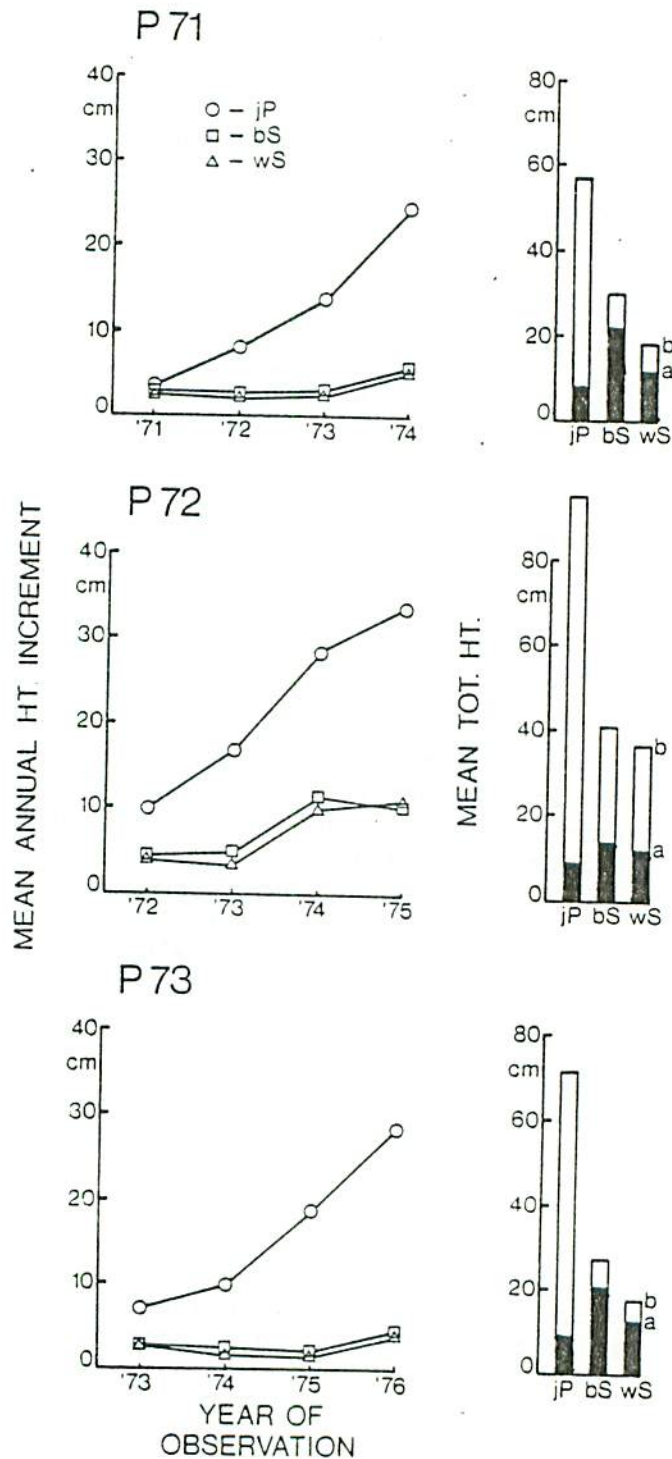 P 71
40
cm
30
20
10
0
'71 '72 '73 '74
○ - jP
□ - bS
△ - wS
80
cm
60
40
20
0
b
a
jP bS wS
MEAN ANNUAL HT. INCREMENT
P 72
40
cm
30
20
10
0
'72 '73 '74 '75
MEAN TOT. HT.
80
cm
60
40
20
0
b
a
jP bS wS
P 73
40
cm
30
20
10
0
'73 '74 '75 '76
YEAR OF
OBSERVATION
80
cm
60
40
20
0
b
a
jP bS wS